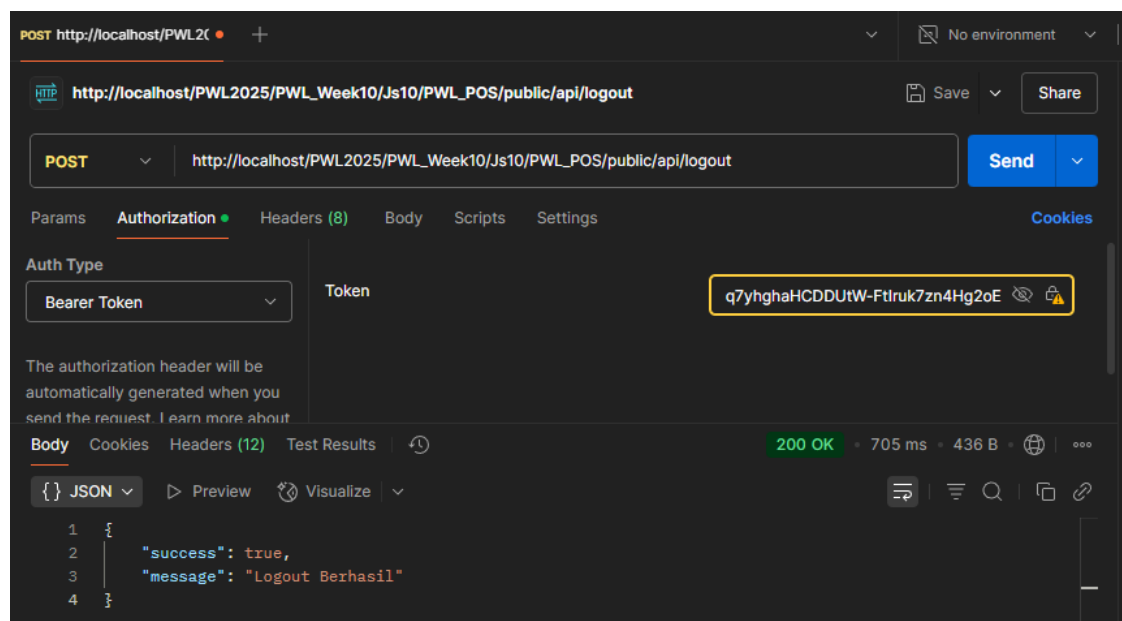 POST http://localhost/PWL2(
No environment
HTTP http://localhost/PWL2025/PWL_Week10/Js10/PWL_POS/public/api/logout
Save
Share
POST http://localhost/PWL2025/PWL_Week10/Js10/PWL_POS/public/api/logout
Send
Params Authorization Headers (8) Body Scripts Settings
Cookies
Auth Type
Bearer Token
Token
q7yhghaHCDDUtW-FtIruk7zn4Hg2oE
The authorization header will be
automatically generated when you
send the request. Learn more about
Body Cookies Headers (12) Test Results
200 OK • 705 ms • 436 B
{} JSON Preview Visualize
1 {
2 "success": true,
3 "message": "Logout Berhasil"
4 }